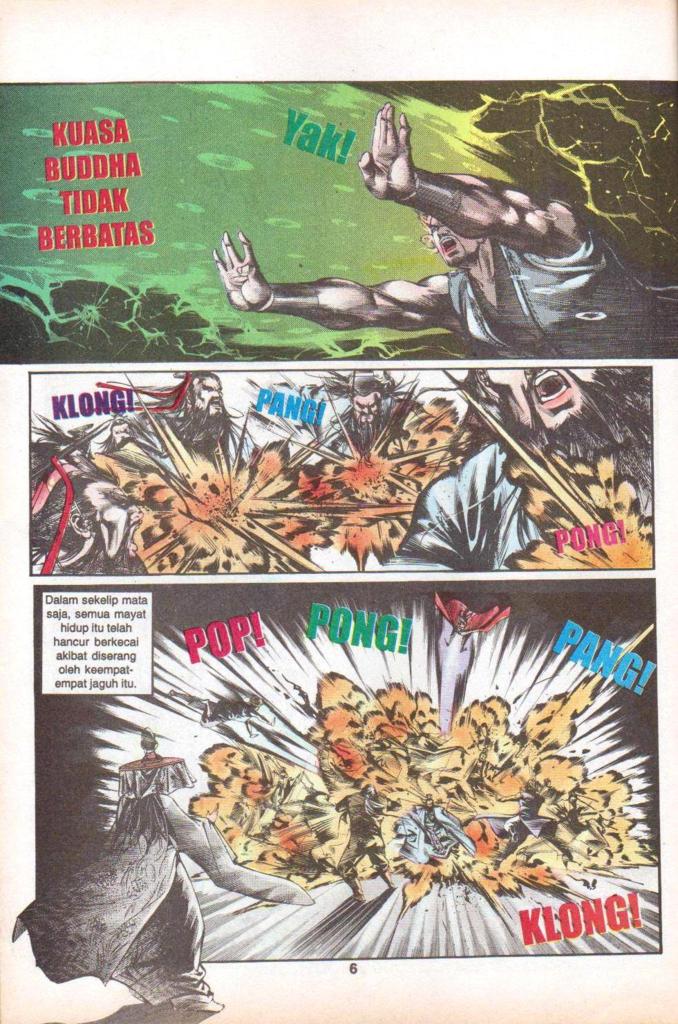 KUASA
BUDDHA
TIDAK
BERBATAS
Yak!
KLONG!
PANG!
PONG!
Dalam sekelip mata
saja, semua mayat
hidup itu telah
hancur berkecai
akibat diserang
oleh keempat-
empat jaguh itu.
POP!
PONG!
PANG!
KLONG!
6